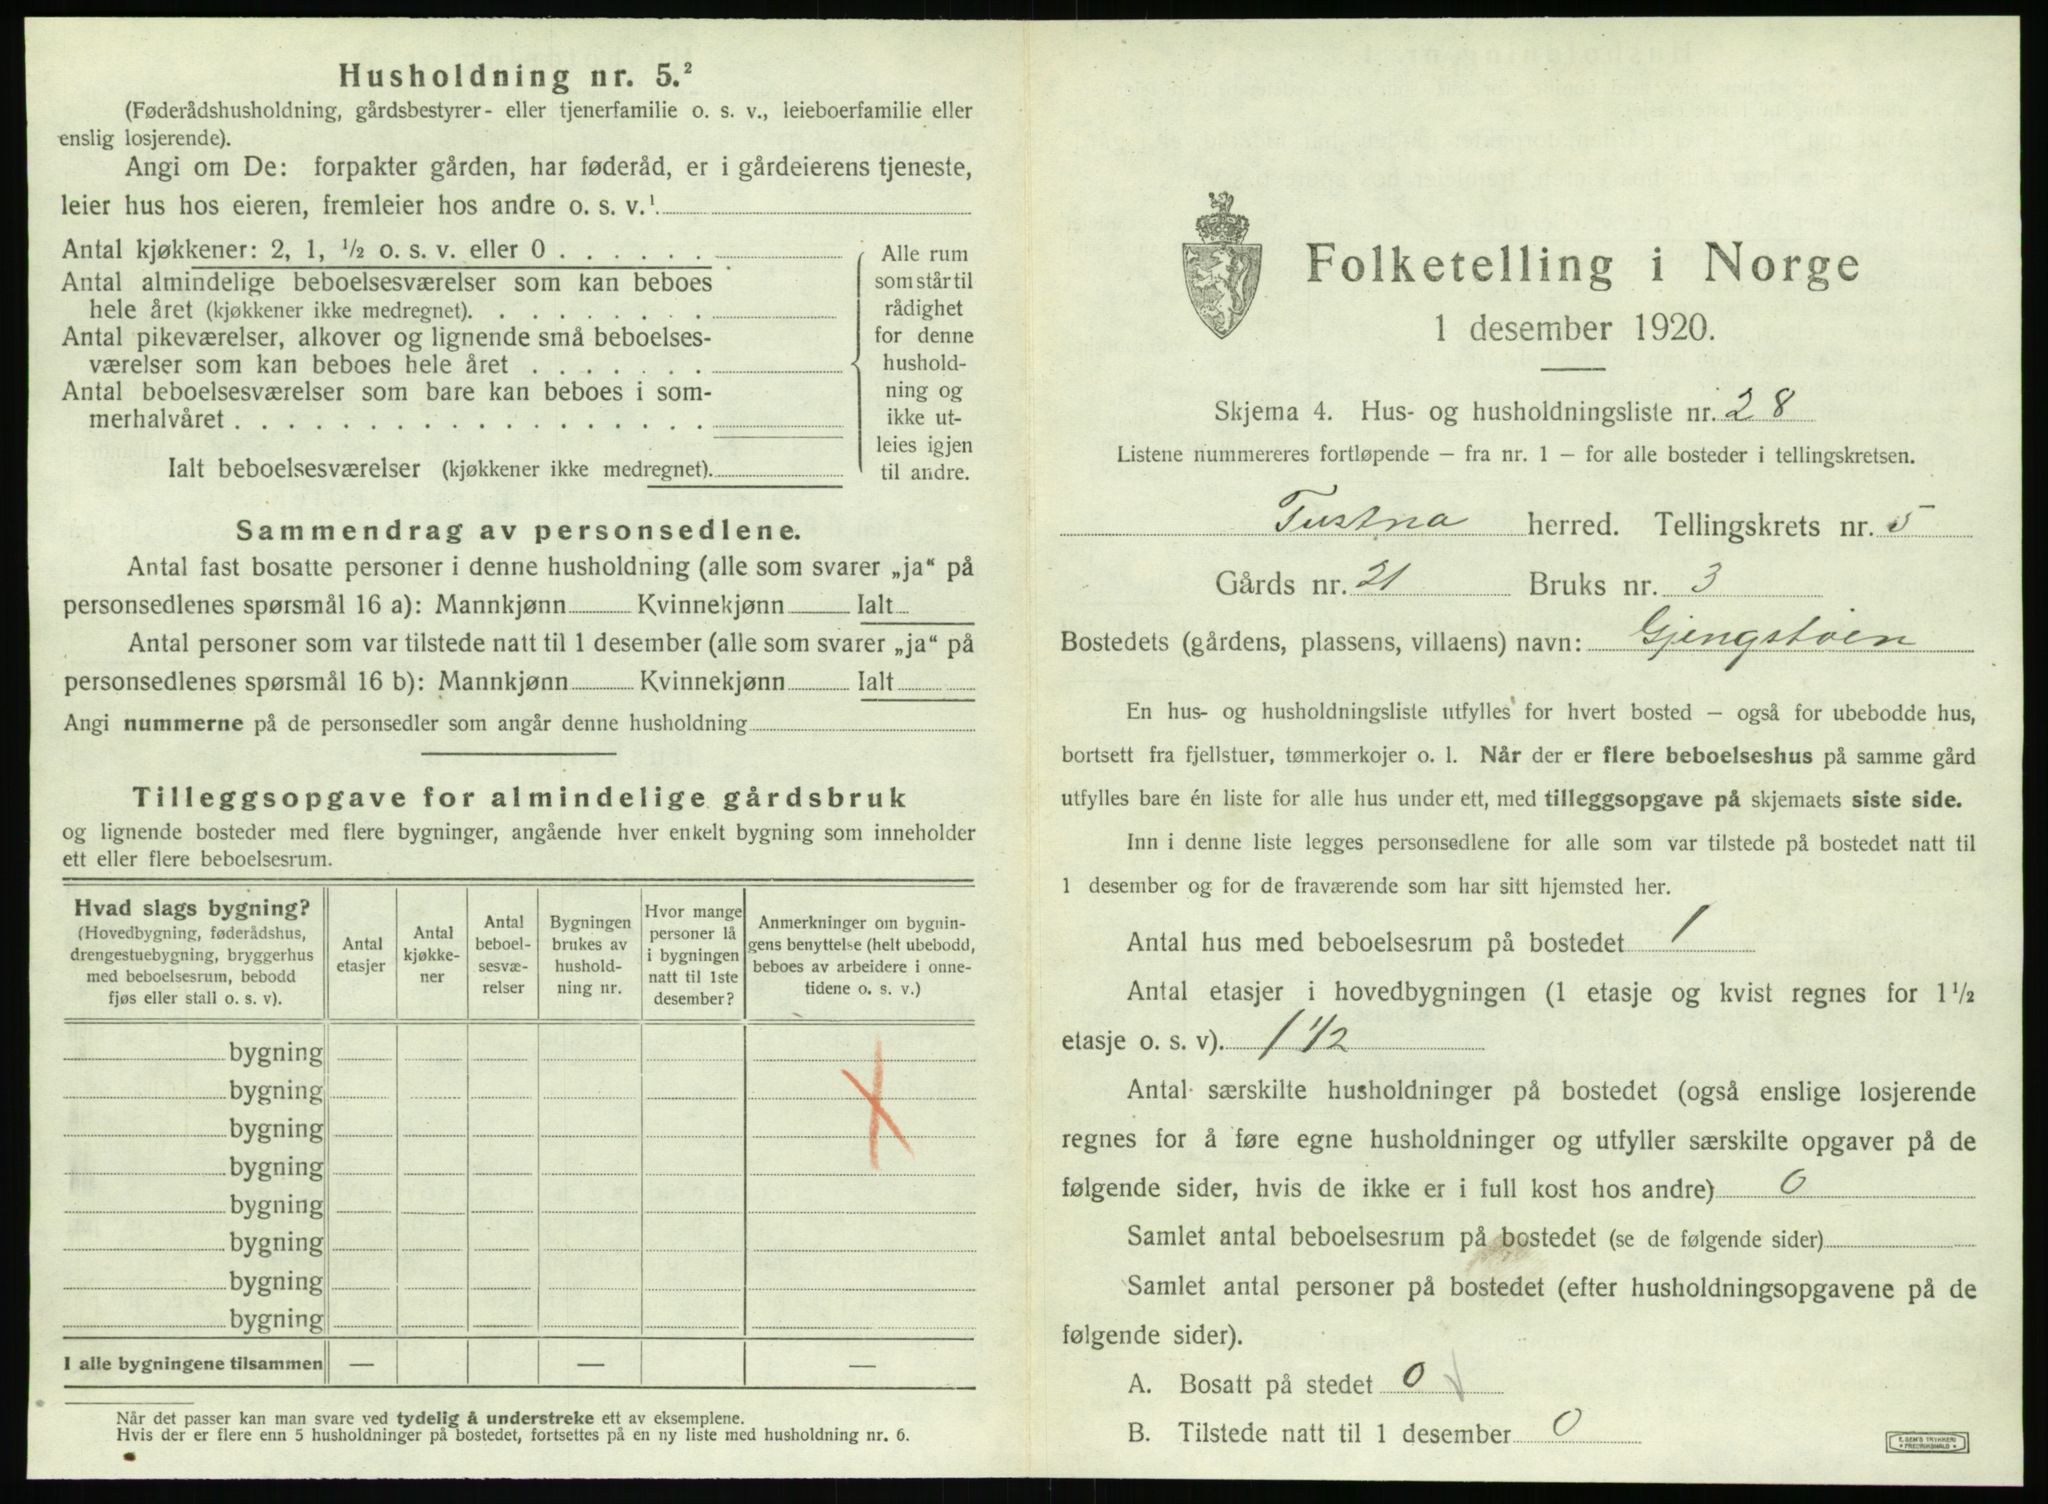 Husholdning nr. 5.²
(Føderådshusholdning, gårdsbestyrer- eller tjenerfamilie o. s. v., leieboerfamilie eller
enslig losjerende).
Angi om De: forpakter gården, har føderåd, er i gårdeierens tjeneste,
leier hus hos eieren, fremleier hos andre o. s. v.¹
Antal kjøkkener: 2, 1, ½ o. s. v. eller 0 . . . . . .
Antal almindelige beboelsesværelser som kan beboes
hele året (kjøkkener ikke medregnet). . . . . . . . .
Antal pikeværelser, alkover og lignende små beboelses-
værelser som kan beboes hele året . . . . . . .
Antal beboelsesværelser som bare kan beboes i som-
merhalvåret . . . . . . . . . . . . . . . . . .
Ialt beboelsesværelser (kjøkkener ikke medregnet).
Alle rum
som står til
rådighet
for denne
hushold-
ning og
ikke ut-
leies igjen
til andre.
Sammendrag av personsedlene.
Antal fast bosatte personer i denne husholdning (alle som svarer „ja“ på
personsedlenes spørsmål 16 a): Mannkjønn Kvinnekjønn Ialt
Antal personer som var tilstede natt til 1 desember (alle som svarer „ja“ på
personsedlenes spørsmål 16 b): Mannkjønn Kvinnekjønn Ialt
Angi nummerne på de personsedler som angår denne husholdning
Tilleggsopgave for almindelige gårdsbruk
og lignende bosteder med flere bygninger, angående hver enkelt bygning som inneholder
ett eller flere beboelsesrum.
Hvad slags bygning?
(Hovedbygning, føderådshus,
drengestuebygning, bryggerhus
med beboelsesrum, bebodd
fjøs eller stall o. s. v).
Antal
etasjer
Antal
kjøkke-
ner
Antal
beboel-
sesvæ-
relser
Bygningen
brukes av
hushold-
ning nr.
Hvor mange
personer lå
i bygningen
natt til 1ste
desember?
Anmerkninger om bygnin-
gens benyttelse (helt ubebodd,
beboes av arbeidere i onne-
tidene o. s. v.)
bygning
bygning
bygning
bygning
bygning
bygning
bygning
bygning
I alle bygningene tilsammen — — —
Når det passer kan man svare ved tydelig å understreke ett av eksemplene.
Hvis der er flere enn 5 husholdninger på bostedet, fortsettes på en ny liste med husholdning nr. 6.
Folketelling i Norge
1 desember 1920.
Skjema 4. Hus- og husholdningsliste nr. 28
Listene nummereres fortløpende – fra nr. 1 – for alle bosteder i tellingskretsen.
Tustna herred. Tellingskrets nr. 5
Gårds nr. 21 Bruks nr. 3
Bostedets (gårdens, plassens, villaens) navn: Gjengstøen
En hus- og husholdningsliste utfylles for hvert bosted – også for ubebodde hus,
bortsett fra fjellstuer, tømmerkojer o. l. Når der er flere beboelseshus på samme gård
utfylles bare én liste for alle hus under ett, med tilleggsopgave på skjemaets siste side.
Inn i denne liste legges personsedlene for alle som var tilstede på bostedet natt til
1 desember og for de fraværende som har sitt hjemsted her.
Antal hus med beboelsesrum på bostedet 1
Antal etasjer i hovedbygningen (1 etasje og kvist regnes for 1½
etasje o. s. v). 1 1/2
Antal særskilte husholdninger på bostedet (også enslige losjerende
regnes for å føre egne husholdninger og utfyller særskilte opgaver på de
følgende sider, hvis de ikke er i full kost hos andre) 0
Samlet antal beboelsesrum på bostedet (se de følgende sider)
Samlet antal personer på bostedet (efter husholdningsopgavene på de
følgende sider).
A. Bosatt på stedet 0
B. Tilstede natt til 1 desember 0
E. SEM'S TRYKKERI
• FREDRIKSHALD •